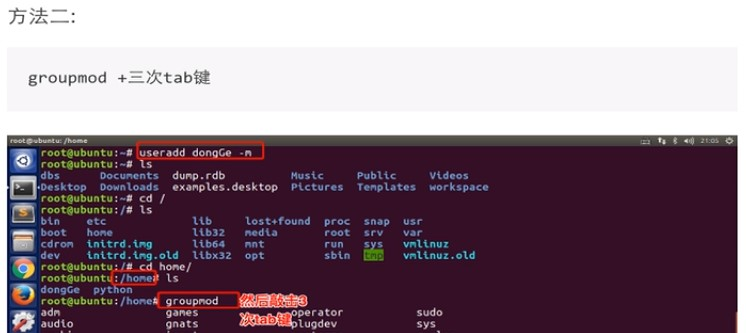 方法二:
groupmod +三次tab键
root@ubuntu: /home 21:05
root@ubuntu:~# useradd dongGe -m
root@ubuntu:~# ls
dbs Documents dump.rdb Music Public Videos
Desktop Downloads examples.desktop Pictures Templates workspace
root@ubuntu:~# cd /
root@ubuntu:/# ls
bin etc lib lost+found proc snap usr
boot home lib32 media root srv var
cdrom initrd.img lib64 mnt run sys vmlinuz
dev initrd.img.old libx32 opt sbin tmp vmlinuz.old
root@ubuntu:/# cd home/
root@ubuntu:/home# ls
dongGe python
root@ubuntu:/home# groupmod 然后敲击3
次tab键
adm games operator sudo
audio gnats plugdev sys